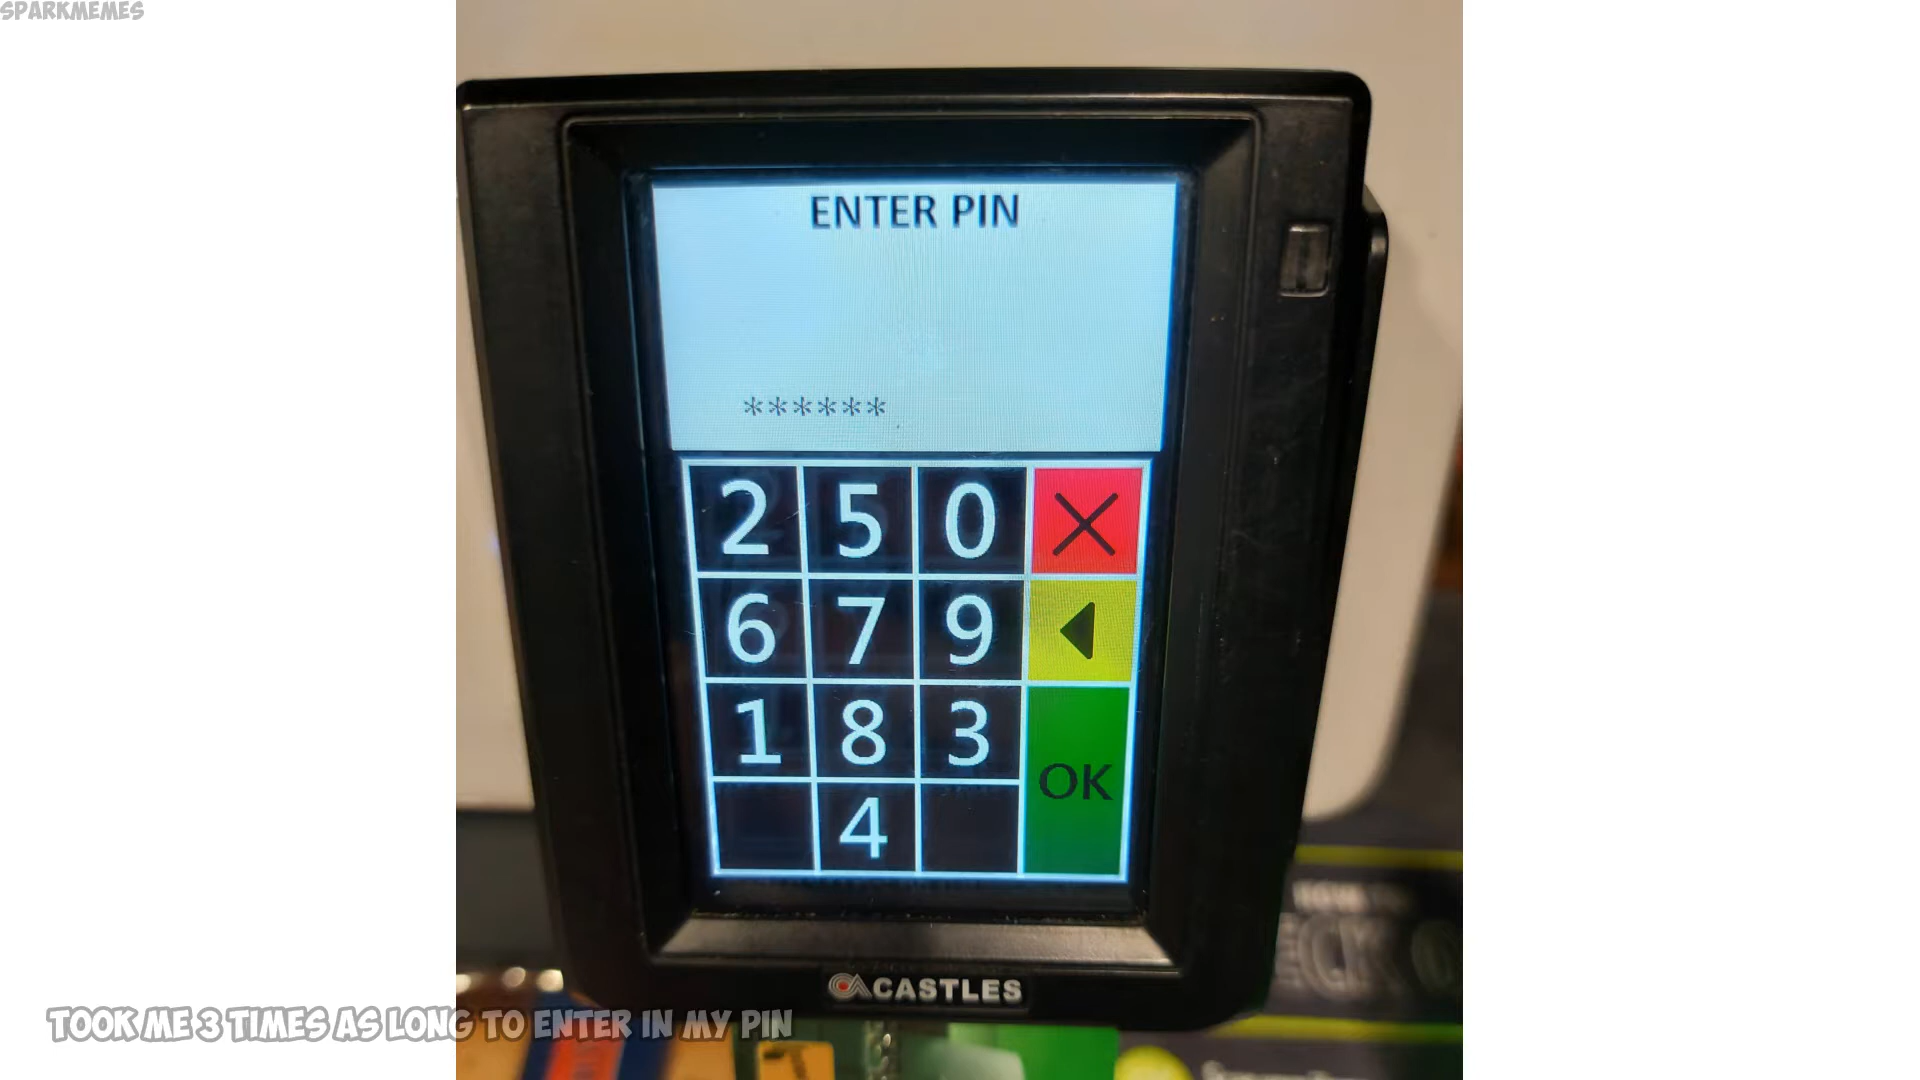 SPARKMEMES
ENTER PIN
******
2 5 0
6 7 9
1 8 3
OK
4
CASTLES
TOOK ME 3 TIMES AS LONG TO ENTER IN MY PIN